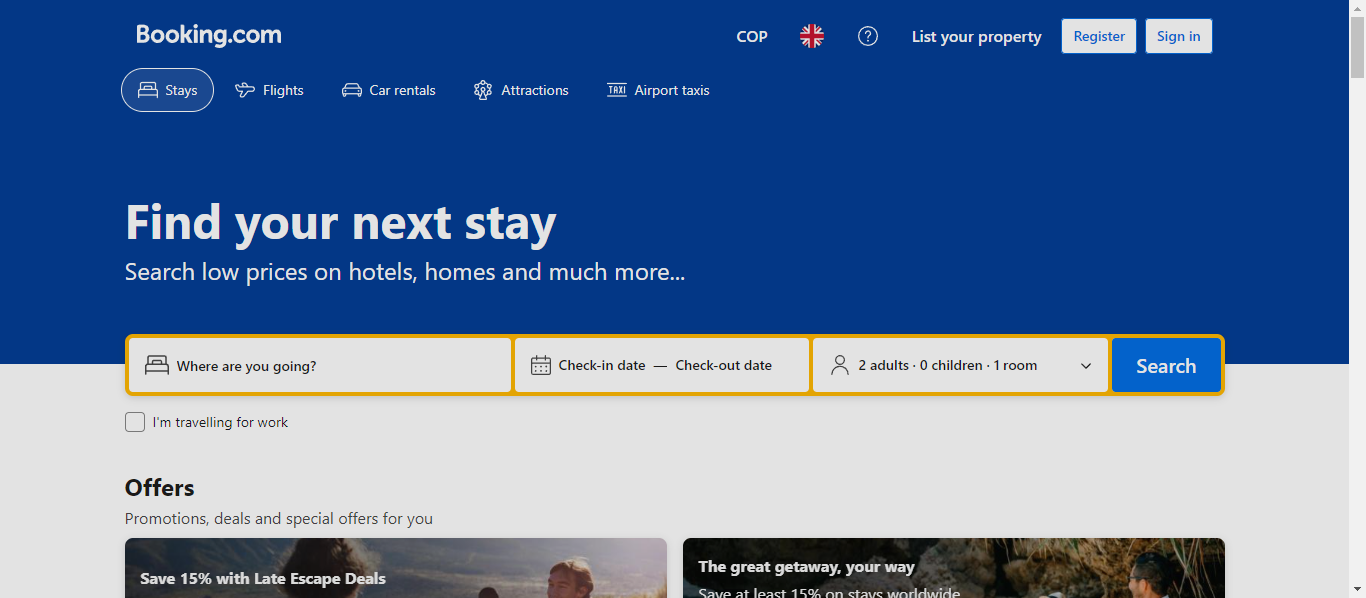 Booking.com
COP
List your property
Register
Sign in
Stays
Flights
Car rentals
Attractions
TAXI
Airport taxis
Find your next stay
Search low prices on hotels, homes and much more...
Where are you going?
Check-in date — Check-out date
2 adults · 0 children · 1 room
Search
I'm travelling for work
Offers
Promotions, deals and special offers for you
Save 15% with Late Escape Deals
The great getaway, your way
Save at least 15% on stays worldwide